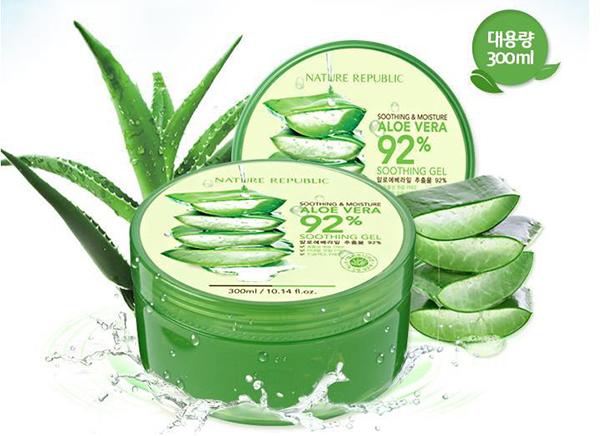 대용량
300ml
NATURE REPUBLIC
SOOTHING & MOISTURE
ALOE VERA
92%
SOOTHING GEL
알로에베라잎 추출물 92%
NATURE REPUBLIC
SOOTHING & MOISTURE
ALOE VERA
92%
SOOTHING GEL
알로에베라잎 추출물 92%
300ml / 10.14 fl.oz.